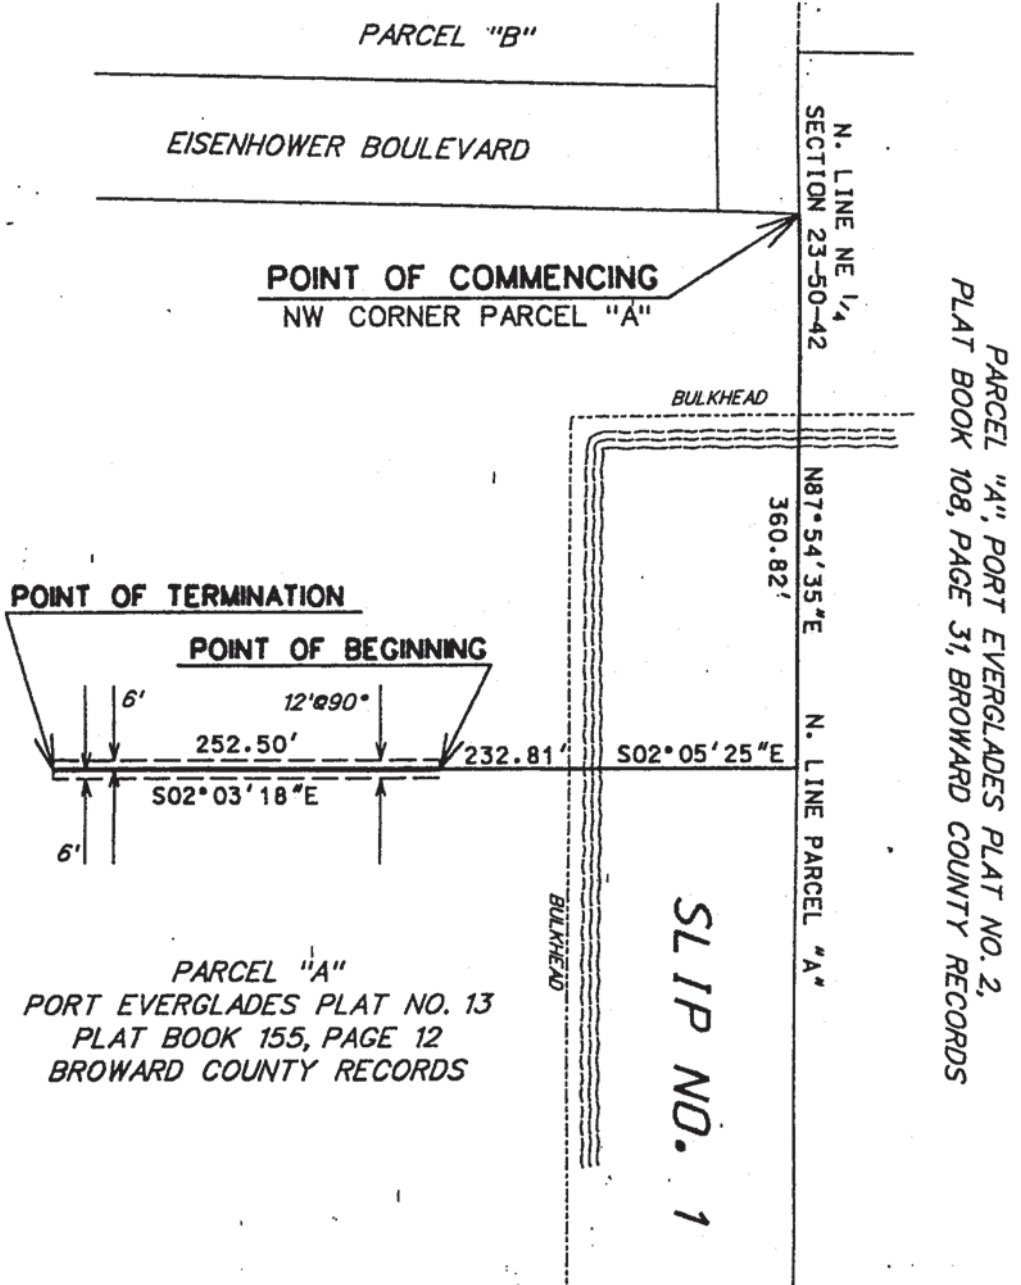 PARCEL "B"
EISENHOWER BOULEVARD
N. LINE NE 1/4
SECTION 23-50-42
POINT OF COMMENCING
NW CORNER PARCEL "A"
PARCEL "A", PORT EVERGLADES PLAT NO. 2,
PLAT BOOK 108, PAGE 31, BROWARD COUNTY RECORDS
BULKHEAD
N87°54'35"E
360.82'
POINT OF TERMINATION
POINT OF BEGINNING
6'
12'@90°
252.50'
232.81'
S02°05'25"E
S02°03'18"E
6'
N. LINE PARCEL "A"
BULKHEAD
SLIP NO. 1
PARCEL "A"
PORT EVERGLADES PLAT NO. 13
PLAT BOOK 155, PAGE 12
BROWARD COUNTY RECORDS